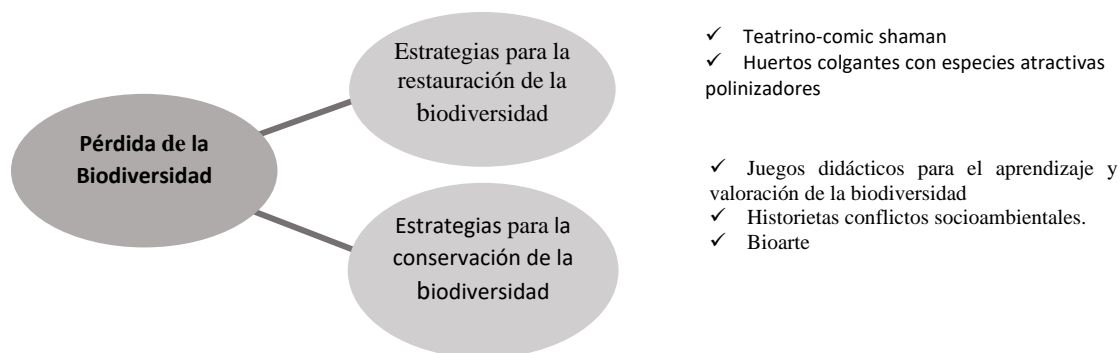 Pérdida de la
Biodiversidad
Estrategias para la
restauración de la
biodiversidad
✓ Teatrino-comic shaman
✓ Huertos colgantes con especies atractivas
polinizadores
Estrategias para la
conservación de la
biodiversidad
✓ Juegos didácticos para el aprendizaje y
valoración de la biodiversidad
✓ Historietas conflictos socioambientales.
✓ Bioarte